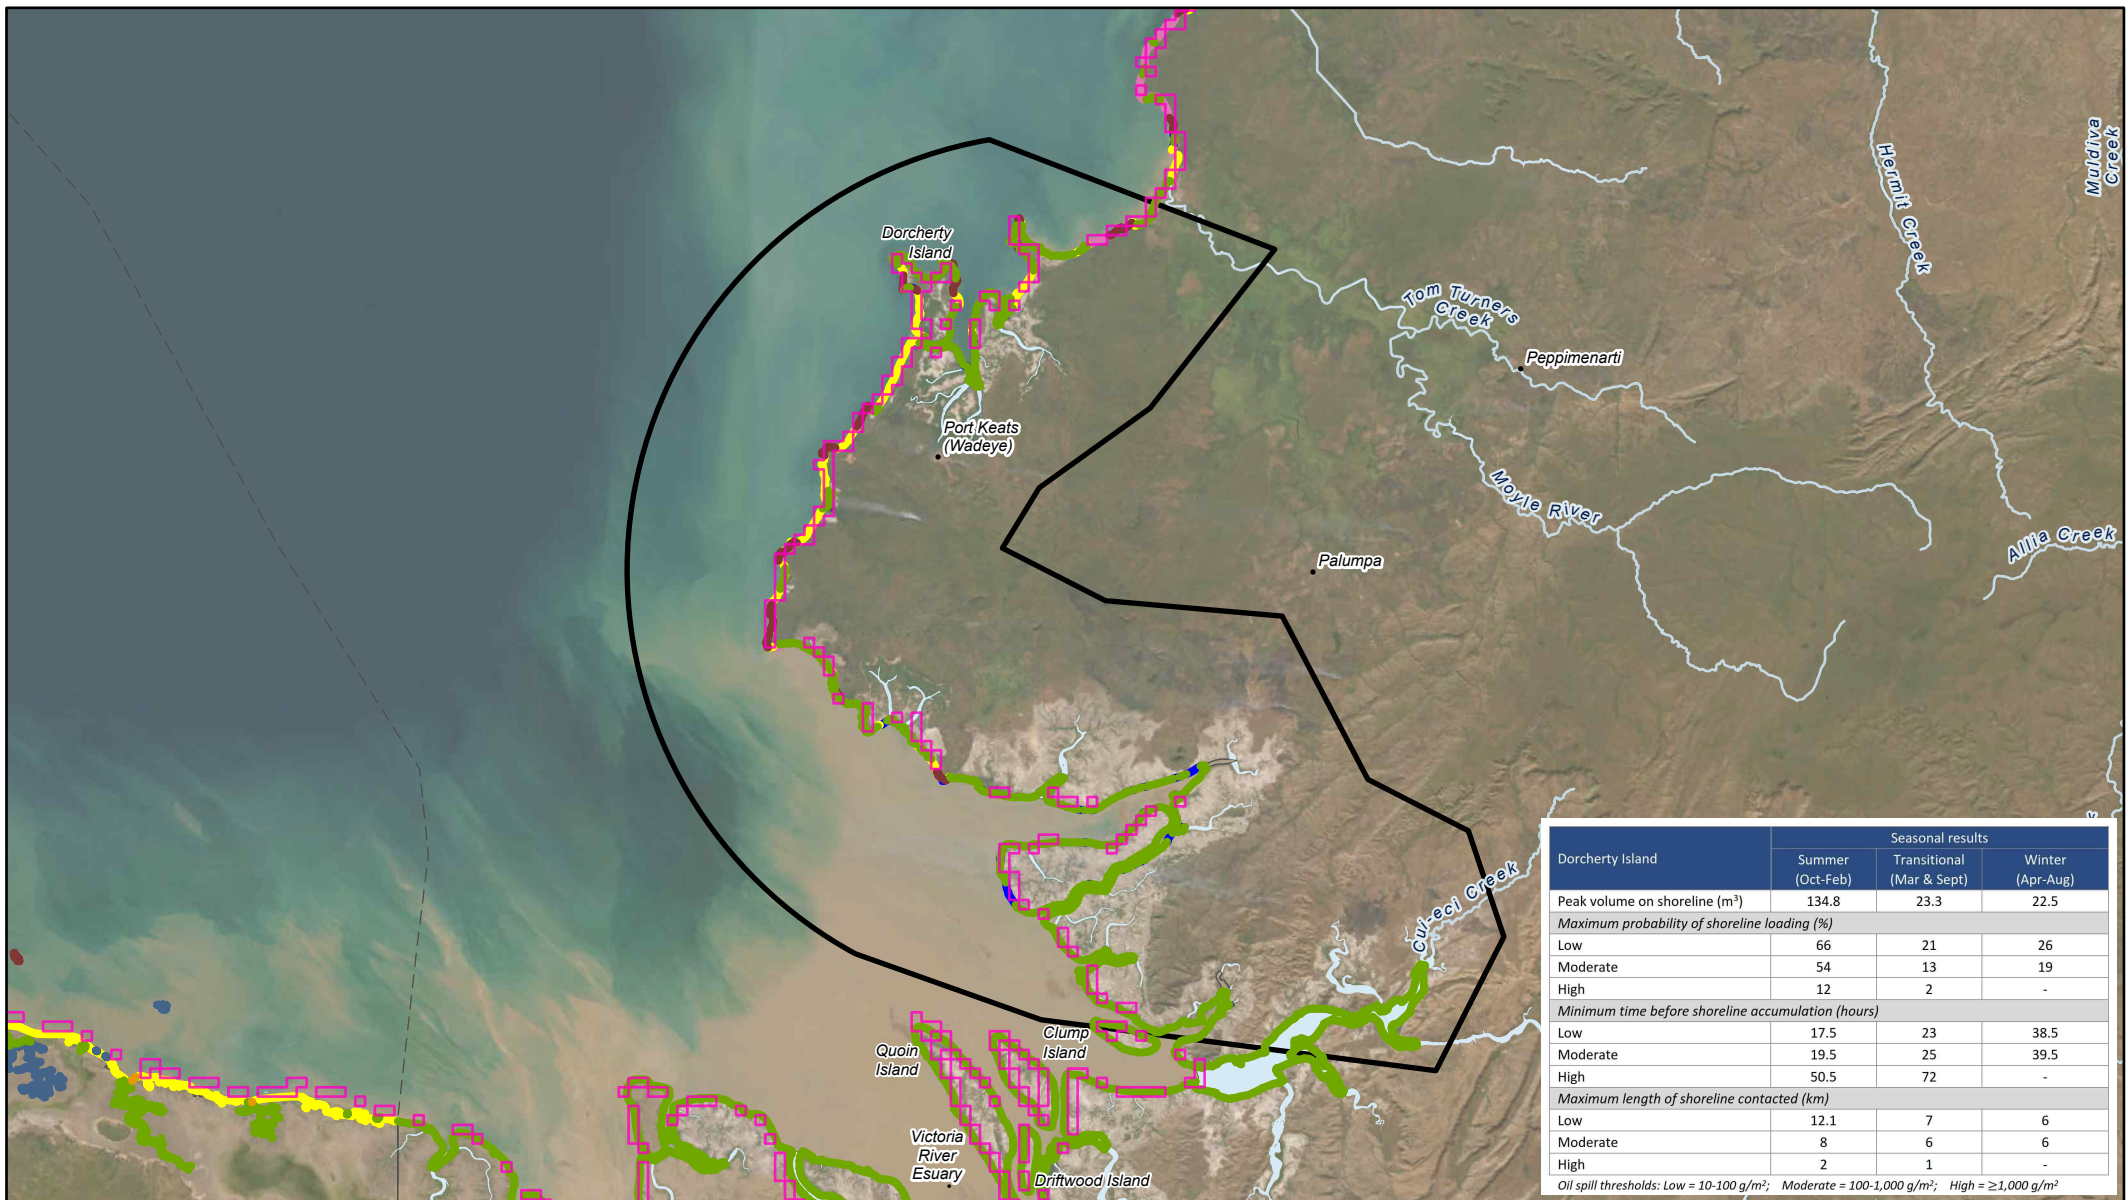 Muldiva
Creek
Hermit Creek
Dorcherty
Island
Tom Turners
Creek
Peppimenarti
Port Keats
(Wadeye)
Moyle River
Allia Creek
Palumpa
Cui-eci Creek
Clump
Island
Quoin
Island
Victoria
River
Esuary
Driftwood Island
Dorcherty Island
Seasonal results
Summer (Oct-Feb) Transitional (Mar & Sept) Winter (Apr-Aug)
Peak volume on shoreline (m³) 134.8 23.3 22.5
Maximum probability of shoreline loading (%)
Low 66 21 26
Moderate 54 13 19
High 12 2 -
Minimum time before shoreline accumulation (hours)
Low 17.5 23 38.5
Moderate 19.5 25 39.5
High 50.5 72 -
Maximum length of shoreline contacted (km)
Low 12.1 7 6
Moderate 8 6 6
High 2 1 -
Oil spill thresholds: Low = 10-100 g/m²; Moderate = 100-1,000 g/m²; High = ≥1,000 g/m²